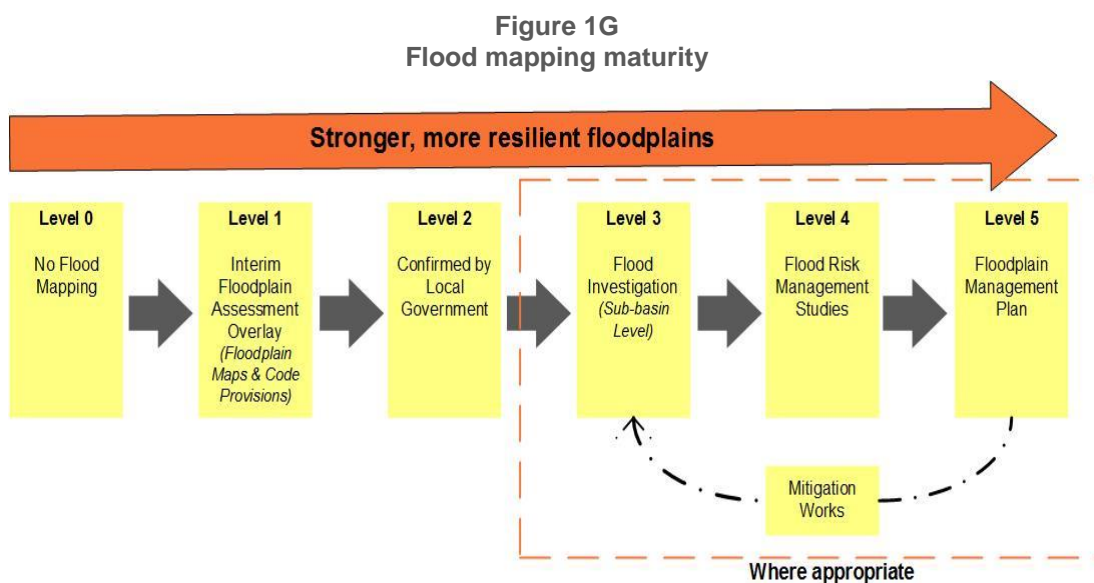 Figure 1G
Flood mapping maturity
Stronger, more resilient floodplains
Level 0
No Flood
Mapping
Level 1
Interim
Floodplain
Assessment
Overlay
(Floodplain
Maps & Code
Provisions)
Level 2
Confirmed by
Local
Government
Level 3
Flood
Investigation
(Sub-basin
Level)
Level 4
Flood Risk
Management
Studies
Level 5
Floodplain
Management
Plan
Mitigation
Works
Where appropriate